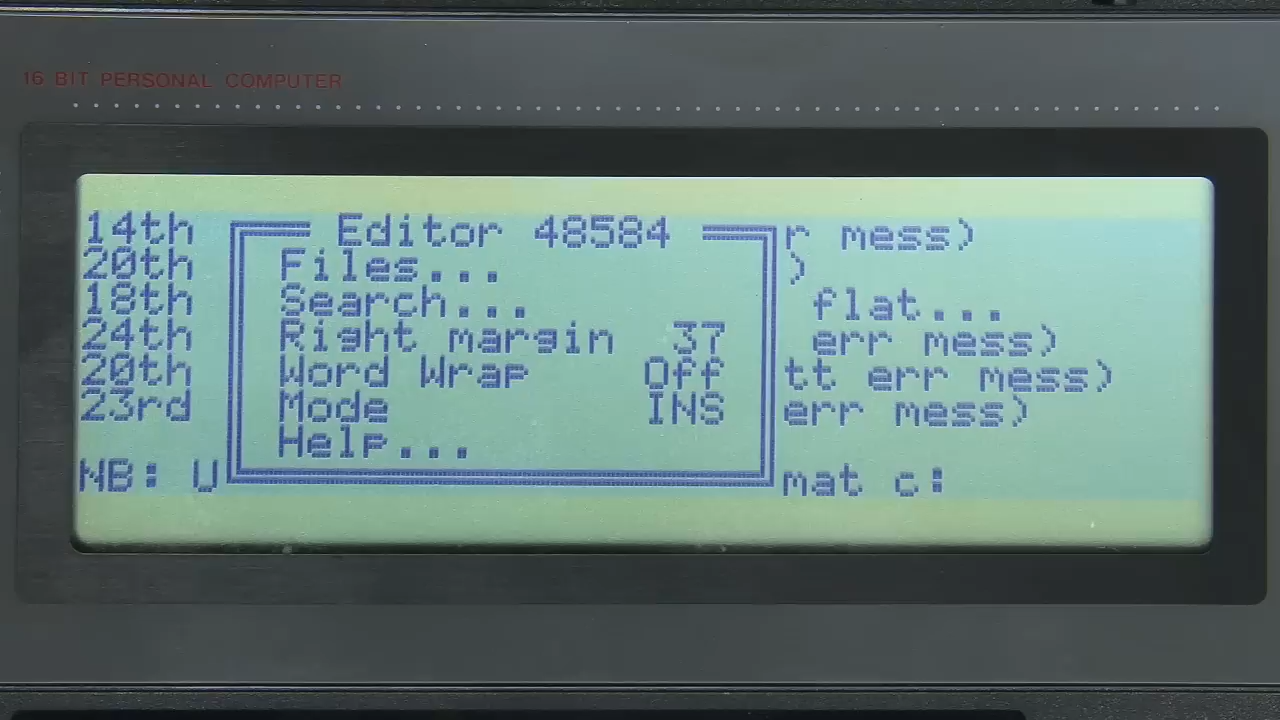 16 BIT PERSONAL COMPUTER
14th Editor 48584 r mess)
20th Files... )
18th Search... flat...
24th Right margin 37 err mess)
20th Word Wrap Off tt err mess)
23rd Mode INS err mess)
Help...
NB: U mat c: